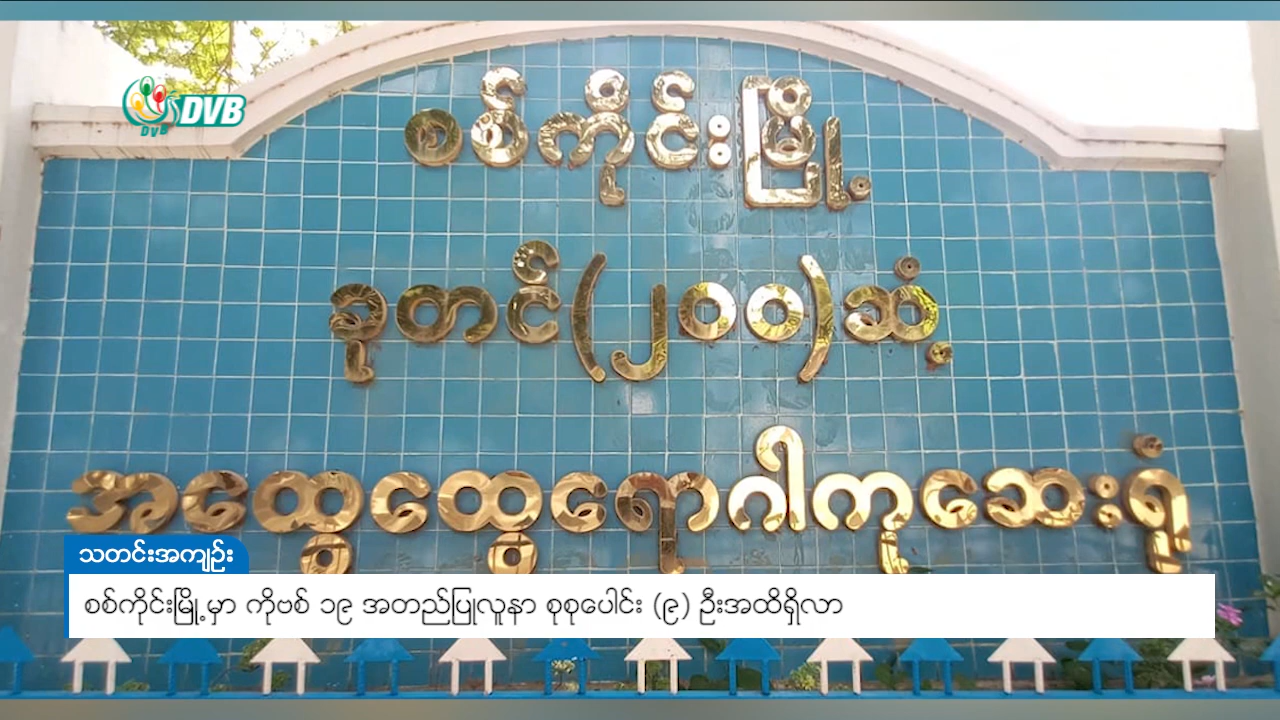 DVB
DVB
စစ်ကိုင်းမြို့
ခုတင်(၂၀၀)ဆံ့
အထွေထွေရောဂါကုဆေးရုံ
သတင်းအကျဉ်း
စစ်ကိုင်းမြို့မှာ ကိုဗစ် ၁၉ အတည်ပြုလူနာ စုစုပေါင်း (၉) ဦးအထိရှိလာ